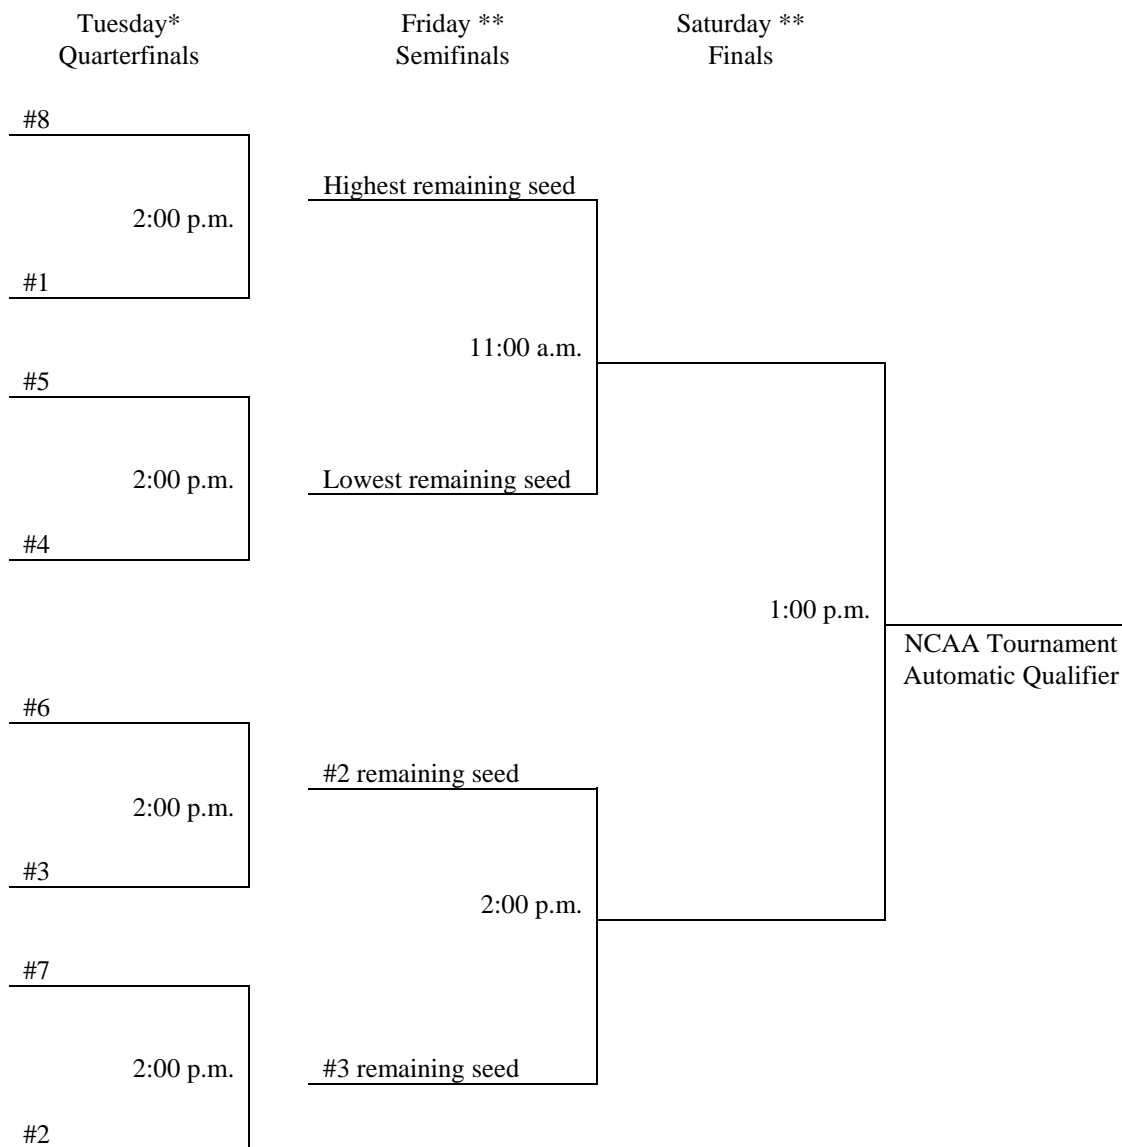 Tuesday*
Quarterfinals
Friday **
Semifinals
Saturday **
Finals
#8
2:00 p.m.
#1
#5
2:00 p.m.
#4
#6
2:00 p.m.
#3
#7
2:00 p.m.
#2
Highest remaining seed
11:00 a.m.
Lowest remaining seed
#2 remaining seed
2:00 p.m.
#3 remaining seed
1:00 p.m.
NCAA Tournament
Automatic Qualifier